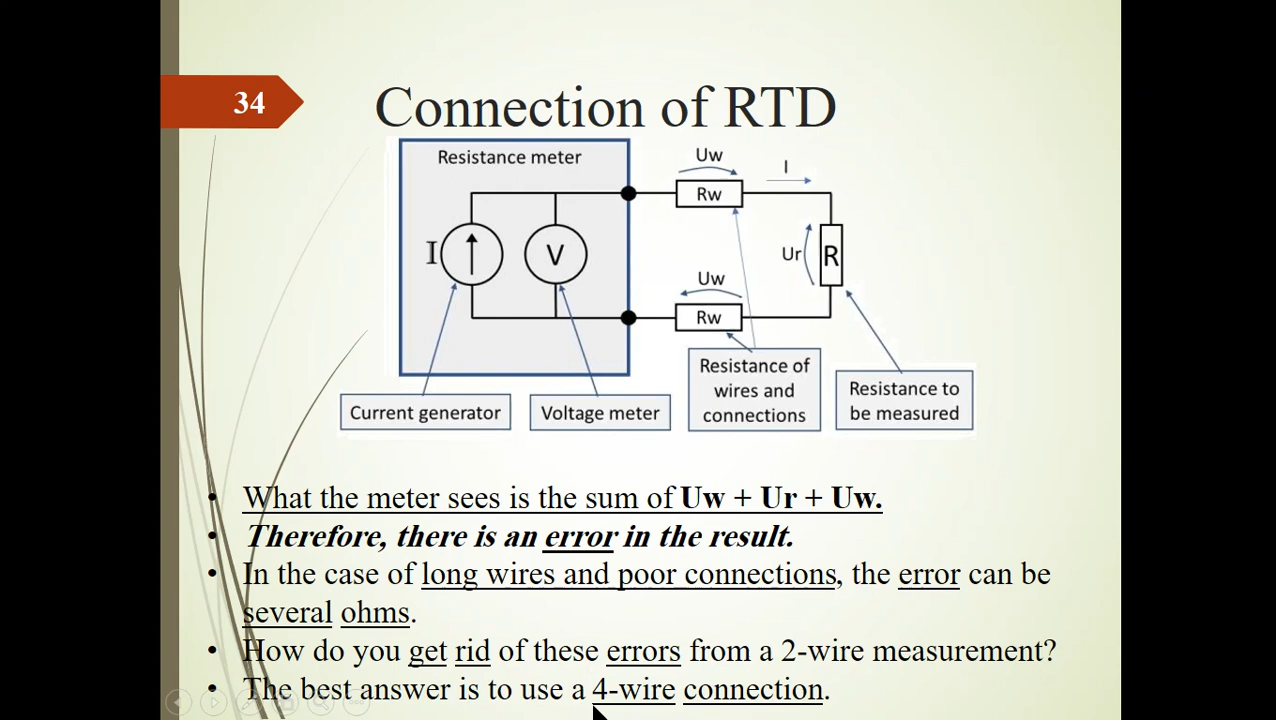 34
Connection of RTD
Resistance meter
Uw
I
Rw
I
V
Ur
R
Uw
Rw
Current generator
Voltage meter
Resistance of
wires and
connections
Resistance to
be measured
• What the meter sees is the sum of Uw + Ur + Uw.
• Therefore, there is an error in the result.
• In the case of long wires and poor connections, the error can be
several ohms.
• How do you get rid of these errors from a 2-wire measurement?
• The best answer is to use a 4-wire connection.